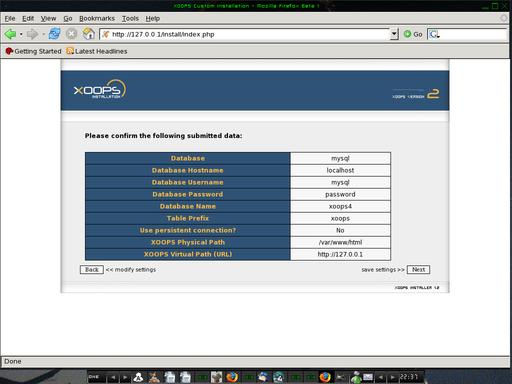 XOOPS Custom Installation - Mozilla Firefox Beta 1
File Edit View Go Bookmarks Tools Help
http://127.0.0.1/install/index.php Go
Getting Started Latest Headlines
XOOPS
INSTALLATION
XOOPS VERSION 2
Please confirm the following submitted data:
Database mysql
Database Hostname localhost
Database Username mysql
Database Password password
Database Name xoops4
Table Prefix xoops
Use persistent connection? No
XOOPS Physical Path /var/www/html
XOOPS Virtual Path (URL) http://127.0.0.1
Back << modify settings save settings >> Next
XOOPS INSTALLER 1.0
Done
ONE 22:37